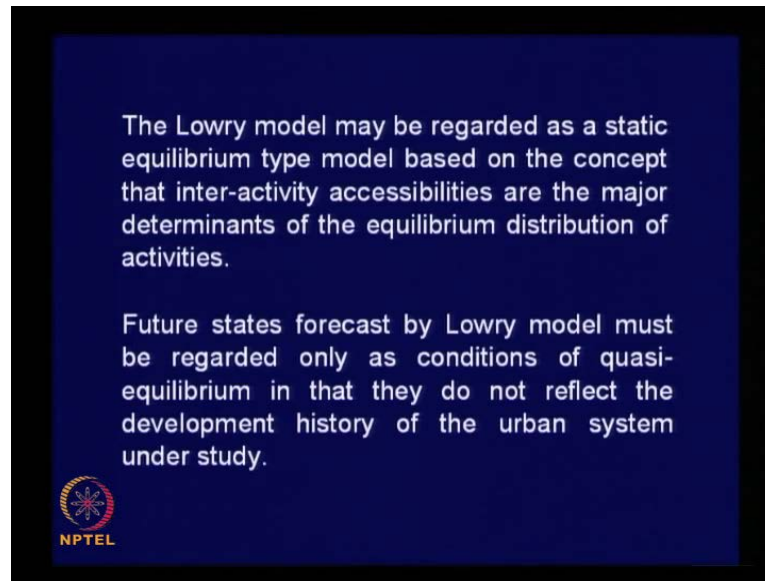 The Lowry model may be regarded as a static
equilibrium type model based on the concept
that inter-activity accessibilities are the major
determinants of the equilibrium distribution of
activities.
Future states forecast by Lowry model must
be regarded only as conditions of quasi-
equilibrium in that they do not reflect the
development history of the urban system
under study.
NPTEL